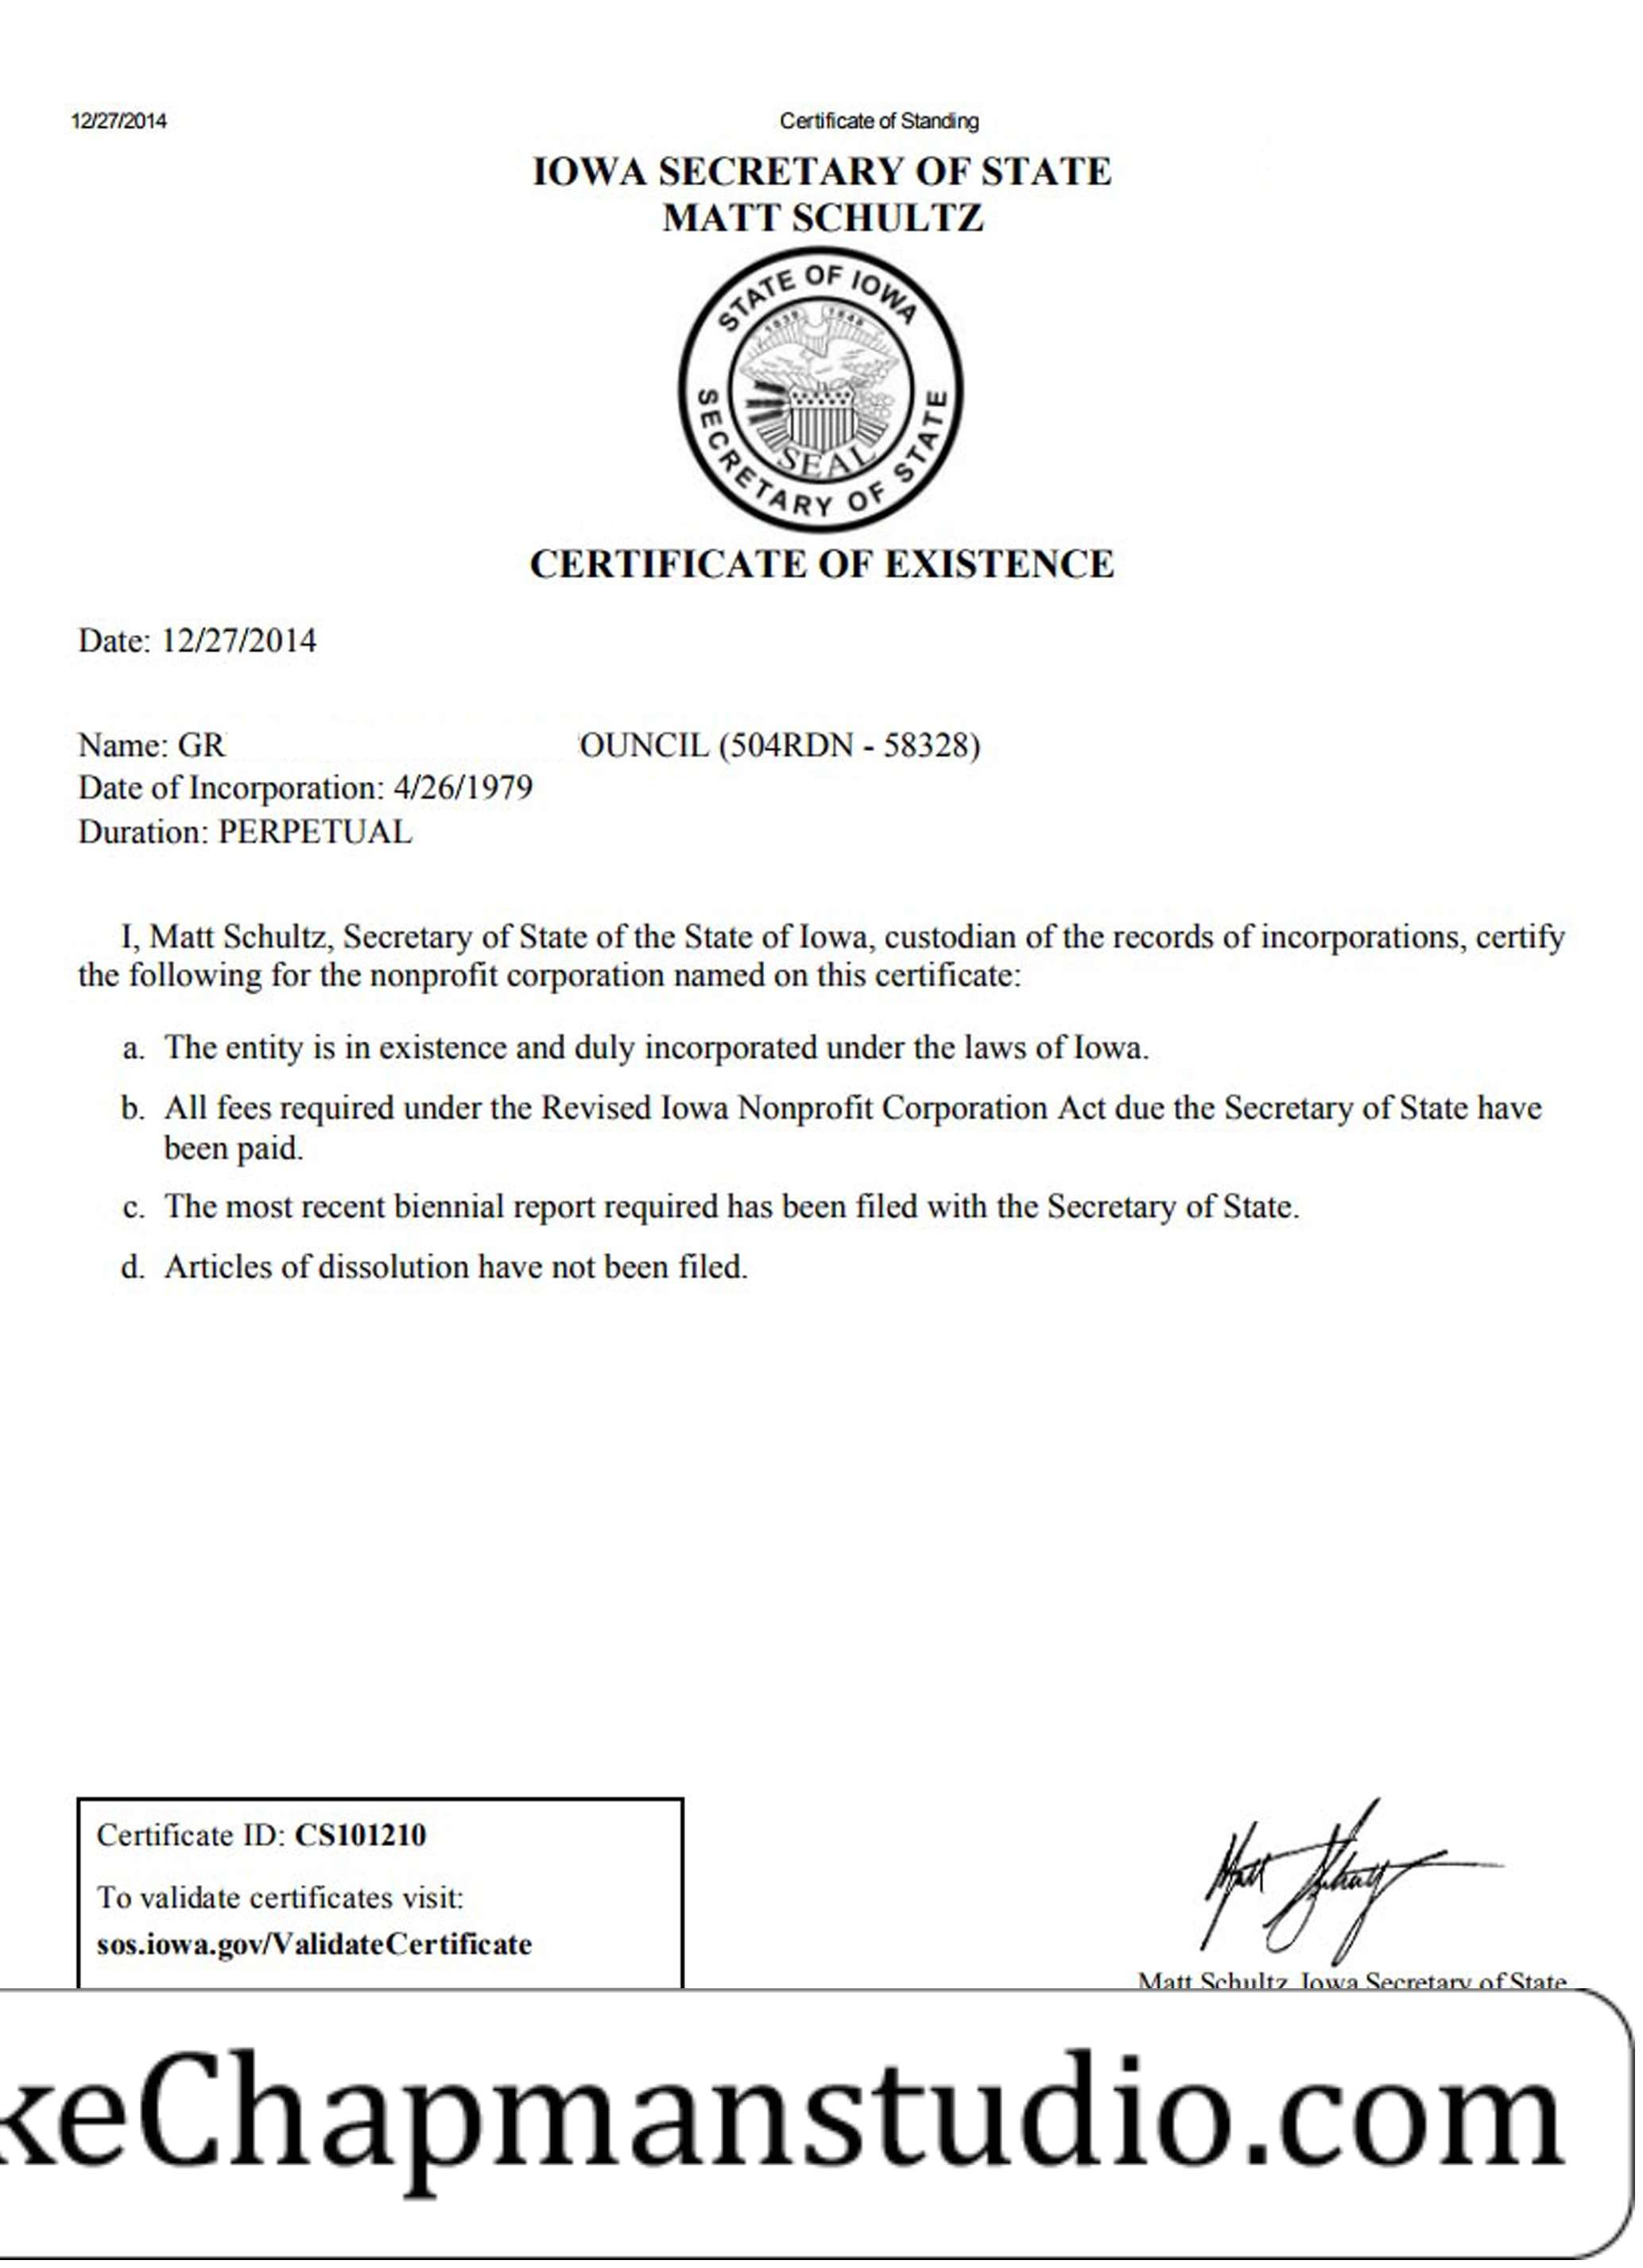 12/27/2014 Certificate of Standing
IOWA SECRETARY OF STATE
MATT SCHULTZ
STATE OF IOWA
1838 1846
SEAL
SECRETARY OF STATE
CERTIFICATE OF EXISTENCE
Date: 12/27/2014
Name: GR OUNCIL (504RDN - 58328)
Date of Incorporation: 4/26/1979
Duration: PERPETUAL
I, Matt Schultz, Secretary of State of the State of Iowa, custodian of the records of incorporations, certify
the following for the nonprofit corporation named on this certificate:
a. The entity is in existence and duly incorporated under the laws of Iowa.
b. All fees required under the Revised Iowa Nonprofit Corporation Act due the Secretary of State have
been paid.
c. The most recent biennial report required has been filed with the Secretary of State.
d. Articles of dissolution have not been filed.
Certificate ID: CS101210
To validate certificates visit:
sos.iowa.gov/ValidateCertificate
Matt Schultz
Matt Schultz, Iowa Secretary of State
keChapmanstudio.com